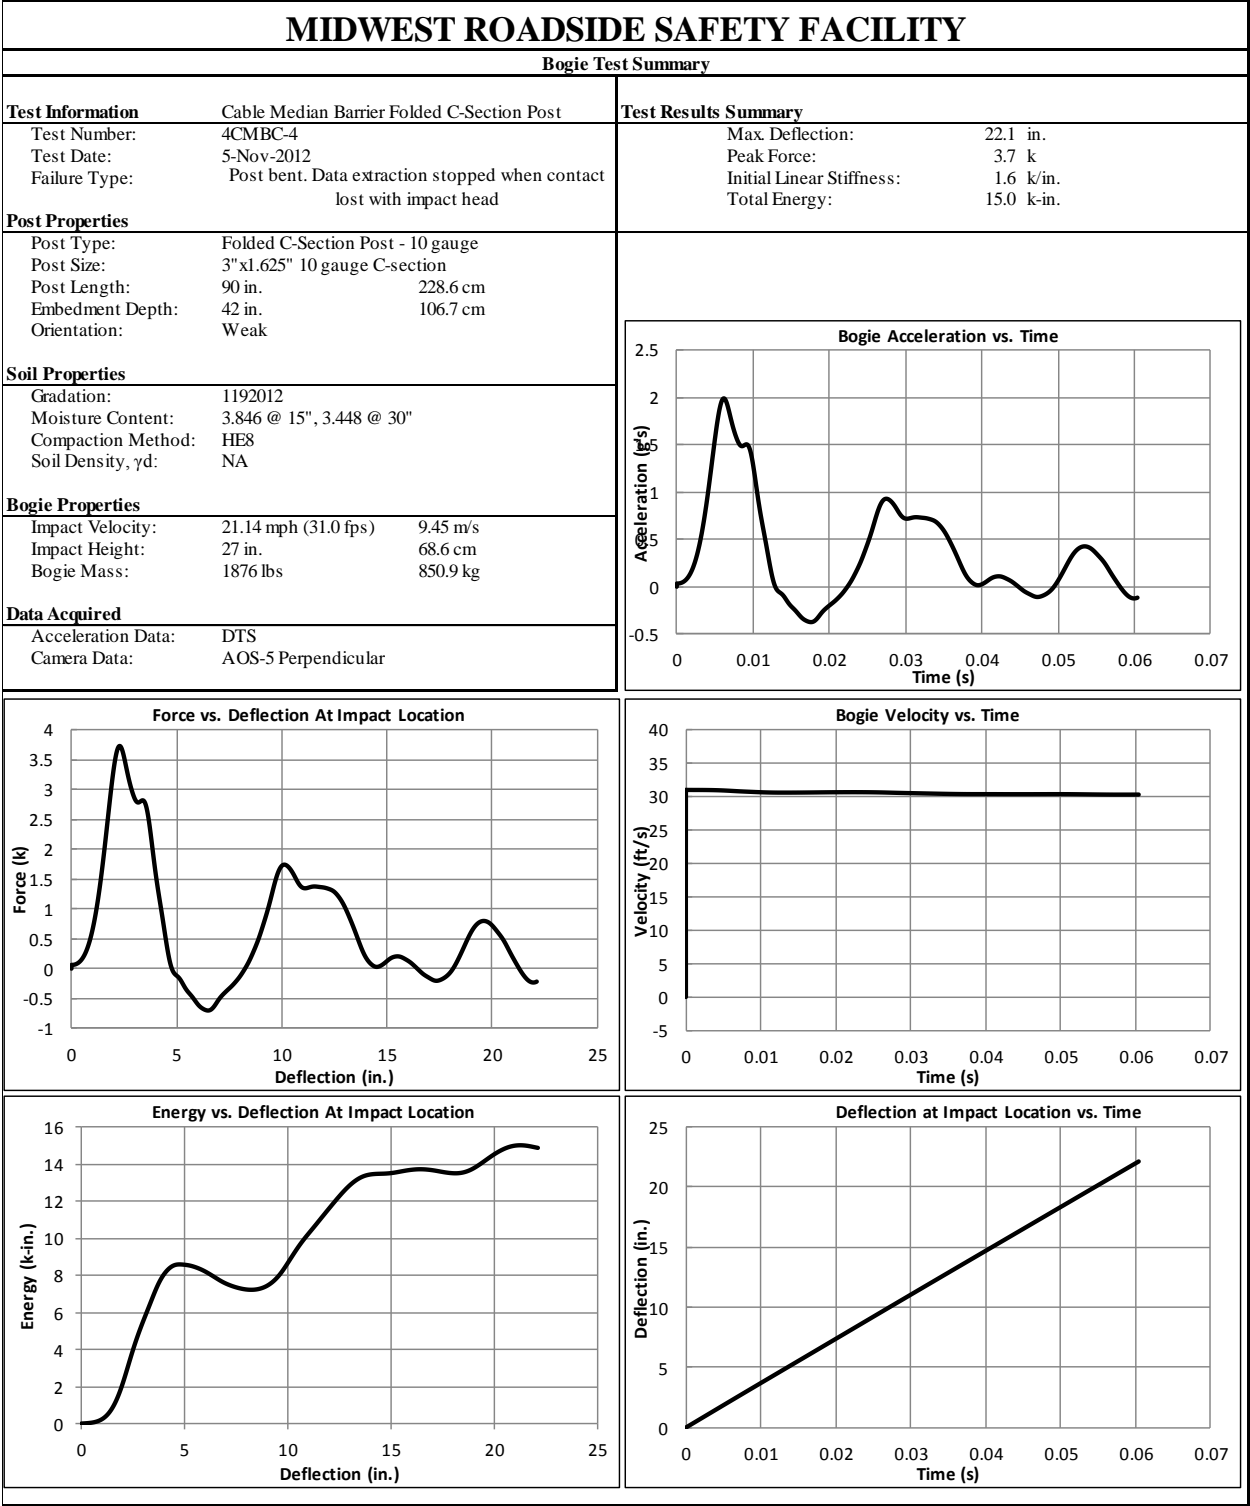 MIDWEST ROADSIDE SAFETY FACILITY
Bogie Test Summary
Test Information Cable Median Barrier Folded C-Section Post
Test Number: 4CMBC-4
Test Date: 5-Nov-2012
Failure Type: Post bent. Data extraction stopped when contact
lost with impact head
Post Properties
Post Type: Folded C-Section Post - 10 gauge
Post Size: 3"x1.625" 10 gauge C-section
Post Length: 90 in. 228.6 cm
Embedment Depth: 42 in. 106.7 cm
Orientation: Weak
Soil Properties
Gradation: 1192012
Moisture Content: 3.846 @ 15", 3.448 @ 30"
Compaction Method: HE8
Soil Density, γd: NA
Bogie Properties
Impact Velocity: 21.14 mph (31.0 fps) 9.45 m/s
Impact Height: 27 in. 68.6 cm
Bogie Mass: 1876 lbs 850.9 kg
Data Acquired
Acceleration Data: DTS
Camera Data: AOS-5 Perpendicular
Test Results Summary
Max. Deflection: 22.1 in.
Peak Force: 3.7 k
Initial Linear Stiffness: 1.6 k/in.
Total Energy: 15.0 k-in.
Bogie Acceleration vs. Time
Acceleration (g's)
2.5
2
1.5
1
0.5
0
-0.5
0 0.01 0.02 0.03 0.04 0.05 0.06 0.07
Time (s)
Force vs. Deflection At Impact Location
Force (k)
4
3.5
3
2.5
2
1.5
1
0.5
0
-0.5
-1
0 5 10 15 20 25
Deflection (in.)
Bogie Velocity vs. Time
Velocity (ft/s)
40
35
30
25
20
15
10
5
0
-5
0 0.01 0.02 0.03 0.04 0.05 0.06 0.07
Time (s)
Energy vs. Deflection At Impact Location
Energy (k-in.)
16
14
12
10
8
6
4
2
0
0 5 10 15 20 25
Deflection (in.)
Deflection at Impact Location vs. Time
Deflection (in.)
25
20
15
10
5
0
0 0.01 0.02 0.03 0.04 0.05 0.06 0.07
Time (s)